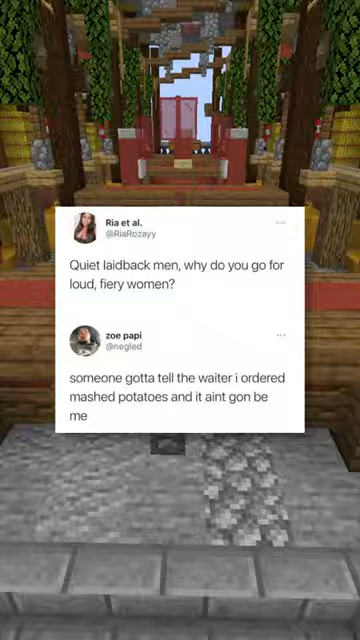 Ria et al.
@RiaRozayy
Quiet laidback men, why do you go for
loud, fiery women?
zoe papi
@negled
someone gotta tell the waiter i ordered
mashed potatoes and it aint gon be
me